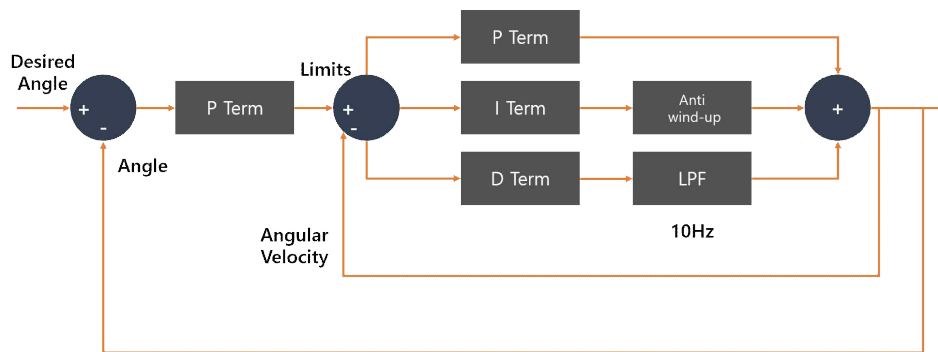 P Term
Desired
Angle
Limits
+
-
P Term
+
-
I Term
Anti
wind-up
+
Angle
D Term
LPF
10Hz
Angular
Velocity